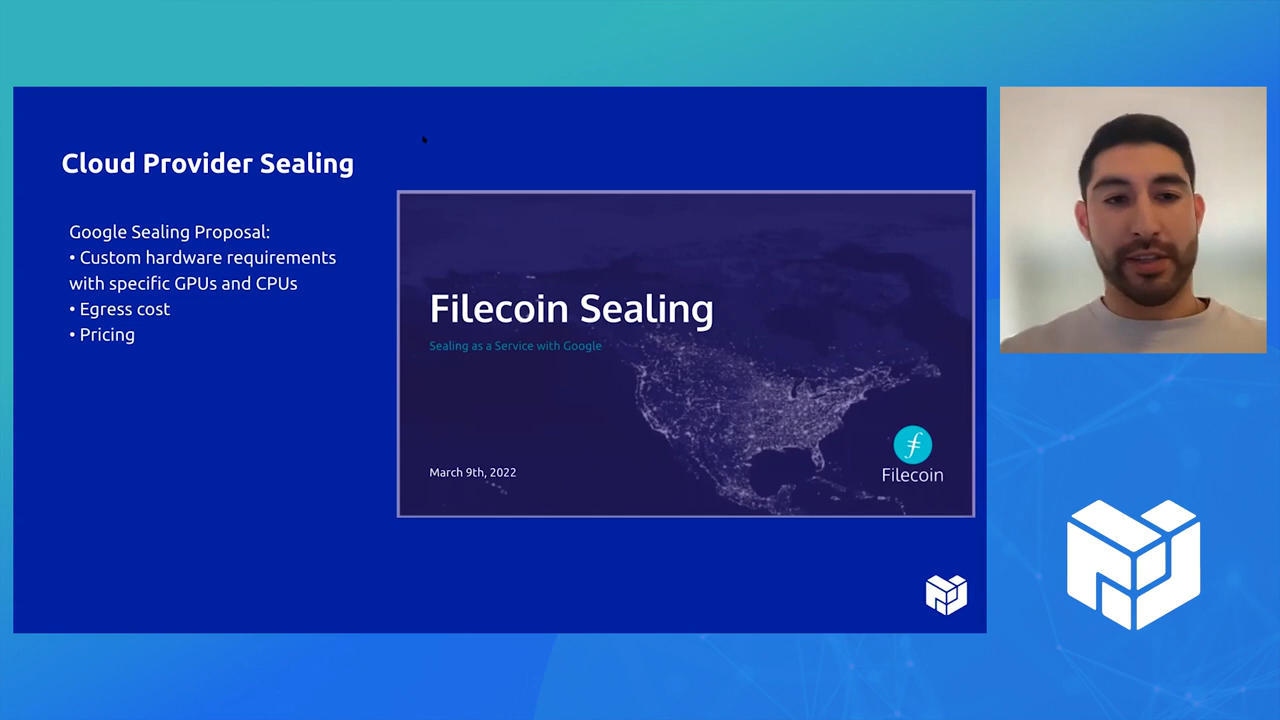 Cloud Provider Sealing
Google Sealing Proposal:
• Custom hardware requirements
with specific GPUs and CPUs
• Egress cost
• Pricing
Filecoin Sealing
Sealing as a Service with Google
March 9th, 2022
Filecoin